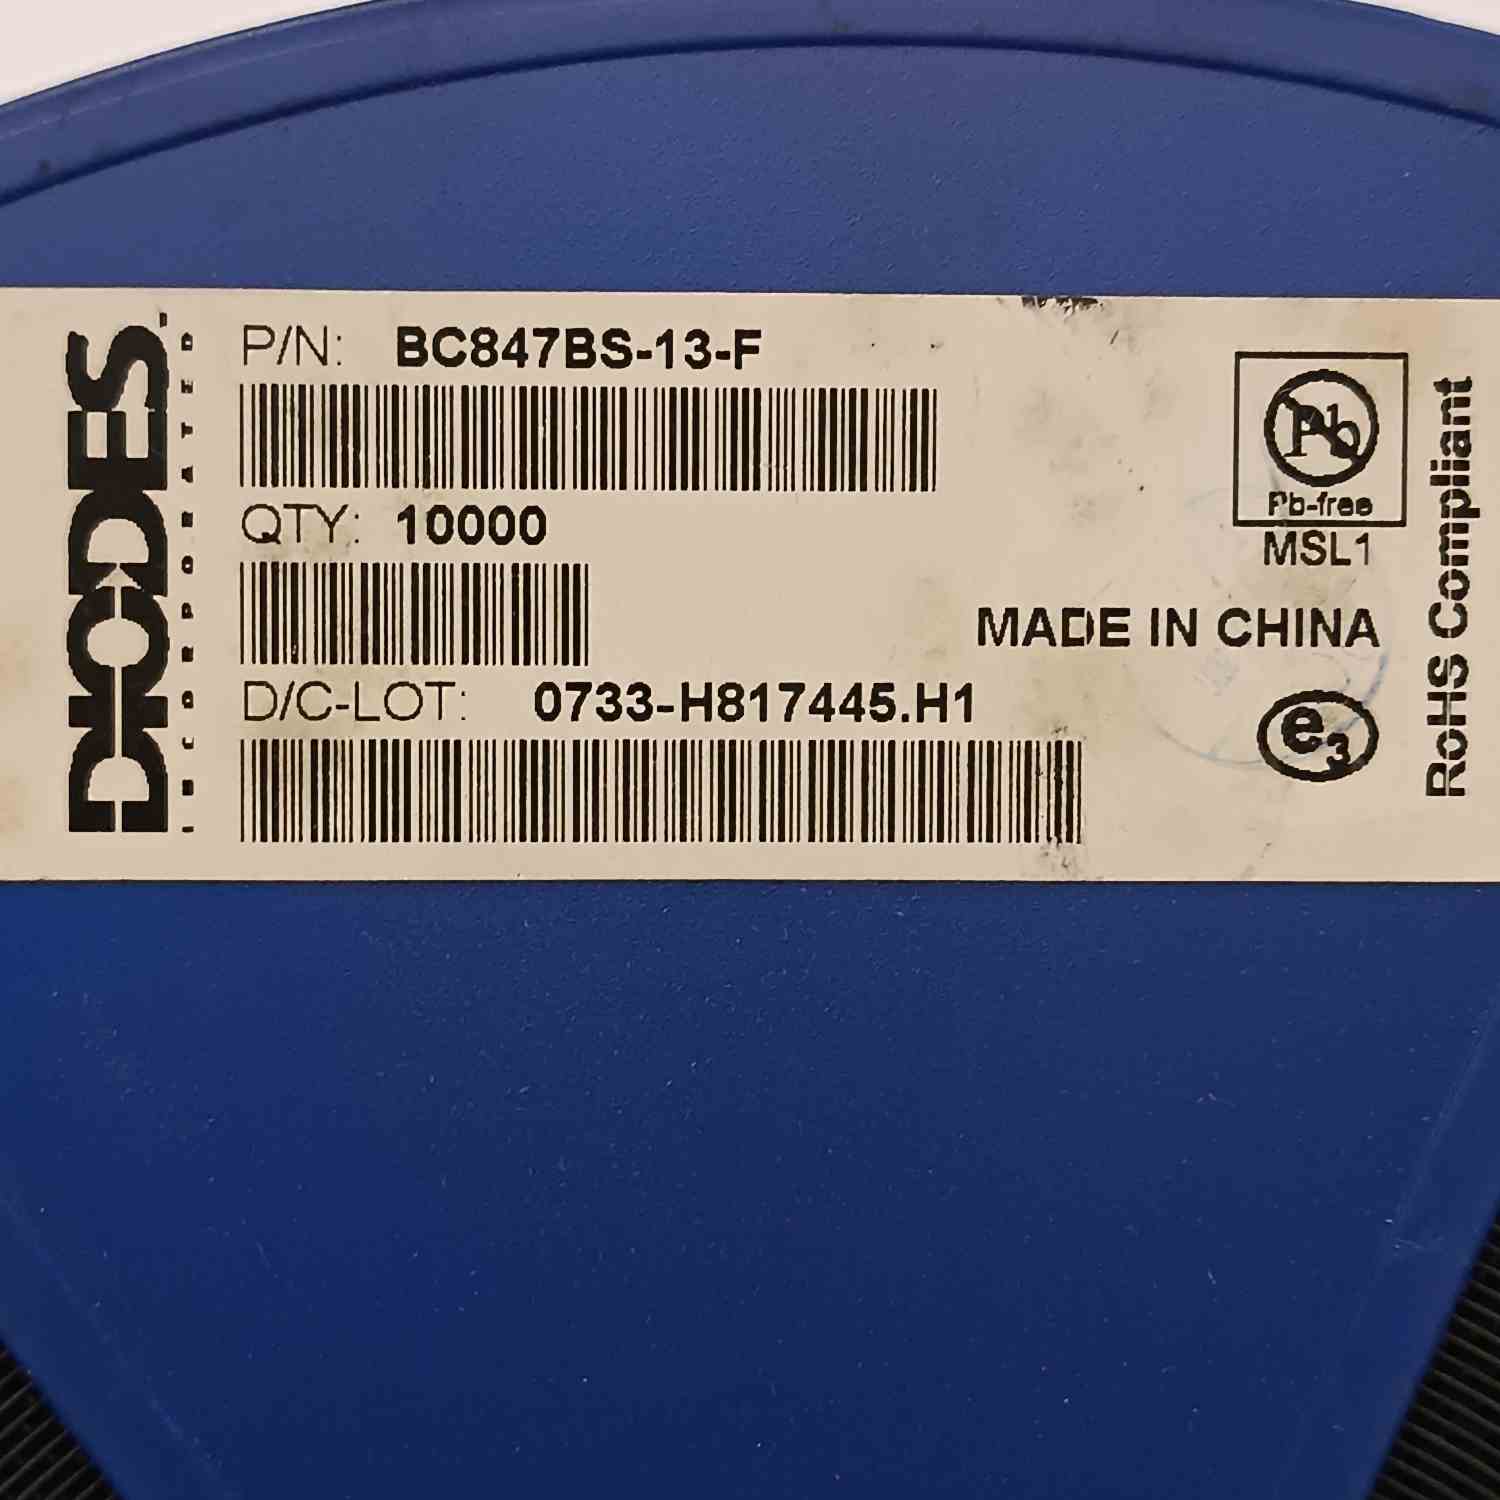 DIODES
INCORPORATED
P/N: BC847BS-13-F
QTY: 10000
D/C-LOT: 0733-H817445.H1
Pb
Pb-free
MSL1
MADE IN CHINA
e3
RoHS Compliant